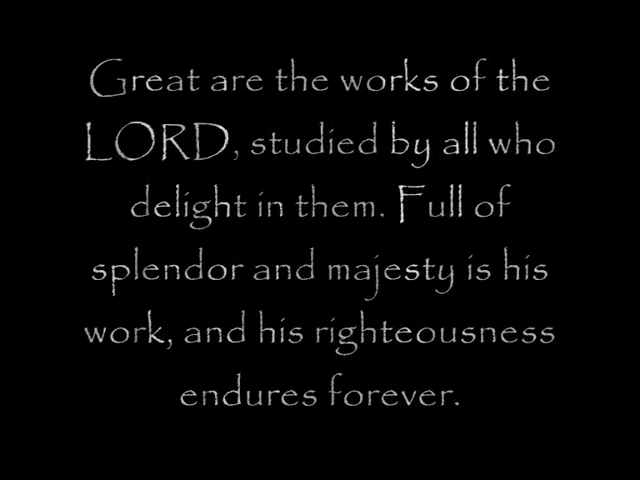 Great are the works of the
LORD, studied by all who
delight in them. Full of
splendor and majesty is his
work, and his righteousness
endures forever.